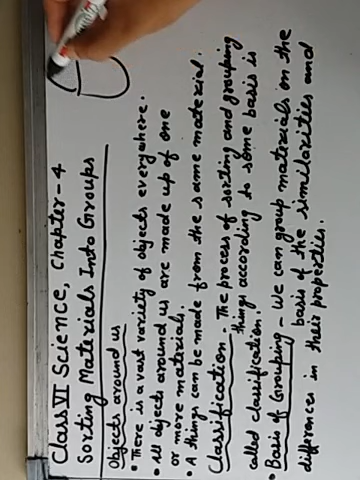 Class VI Science, Chapter-4
Sorting Materials Into Groups
Objects around us
• There is a vast variety of objects everywhere.
• All objects around us are made up of one
or more materials.
• A things can be made from the same material.
Classification - The process of sorting and grouping
things according to some basis is
called classification.
• Basis of Grouping - We can group materials on the
basis of the similarities and
differences in their properties.